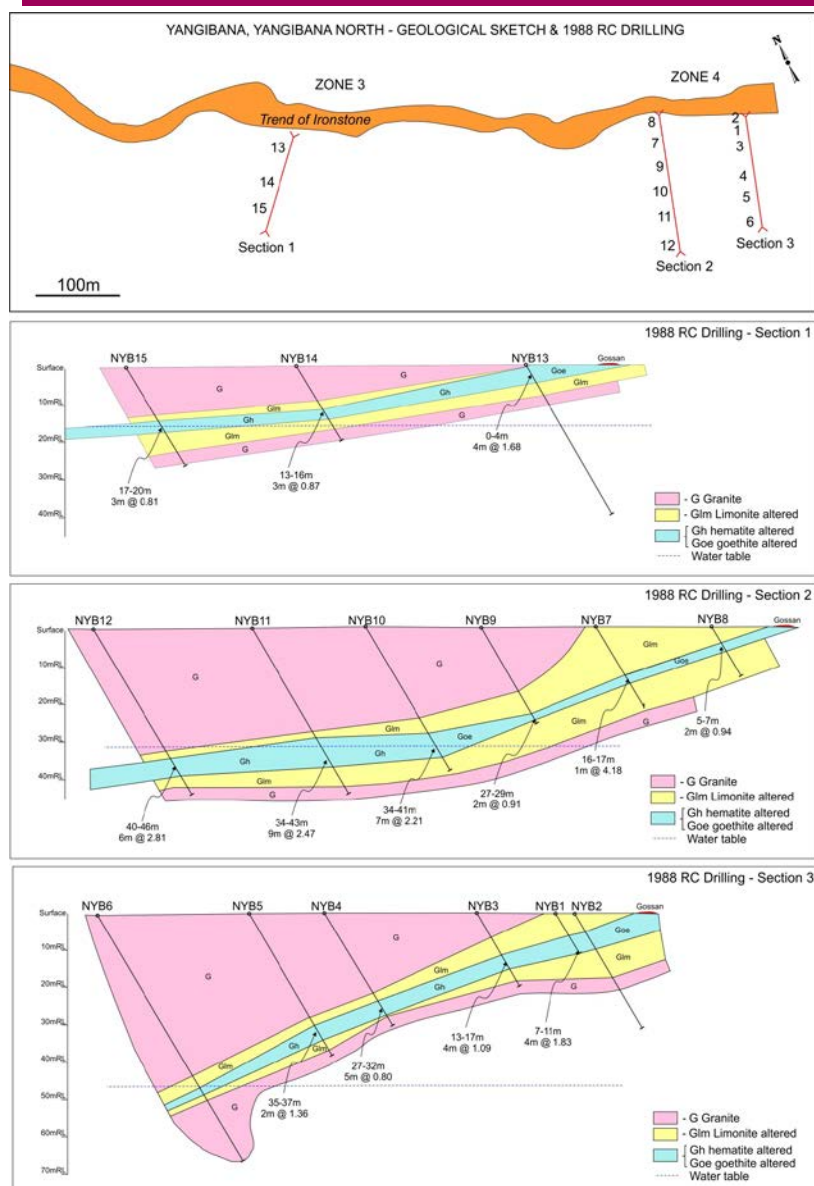 YANGIBANA, YANGIBANA NORTH - GEOLOGICAL SKETCH & 1988 RC DRILLING
N
ZONE 3
ZONE 4
Trend of Ironstone
13
14
15
Section 1
8
7
9
10
11
12
Section 2
2
1
3
4
5
6
Section 3
100m
1988 RC Drilling - Section 1
NYB15
NYB14
NYB13
Gossan
Surface
10mRL
20mRL
30mRL
40mRL
G
G
Goe
Glm
Gh
Glm
Gh
Glm
G
G
0-4m
4m @ 1.68
13-16m
3m @ 0.87
17-20m
3m @ 0.81
- G Granite
- Glm Limonite altered
Gh hematite altered
Goe goethite altered
Water table
1988 RC Drilling - Section 2
NYB12
NYB11
NYB10
NYB9
NYB7
NYB8
Gossan
Surface
10mRL
20mRL
30mRL
40mRL
G
G
Glm
Goe
Glm
Goe
Gh
Gh
Glm
Glm
G
5-7m
2m @ 0.94
16-17m
1m @ 4.18
27-29m
2m @ 0.91
34-41m
7m @ 2.21
34-43m
9m @ 2.47
40-46m
6m @ 2.81
- G Granite
- Glm Limonite altered
Gh hematite altered
Goe goethite altered
Water table
1988 RC Drilling - Section 3
NYB6
NYB5
NYB4
NYB3
NYB1
NYB2
Gossan
Surface
10mRL
20mRL
30mRL
40mRL
50mRL
60mRL
70mRL
G
G
Goe
Glm
Glm
Gh
G
Gh
Glm
Glm
G
7-11m
4m @ 1.83
13-17m
4m @ 1.09
27-32m
5m @ 0.80
35-37m
2m @ 1.36
- G Granite
- Glm Limonite altered
Gh hematite altered
Goe goethite altered
Water table